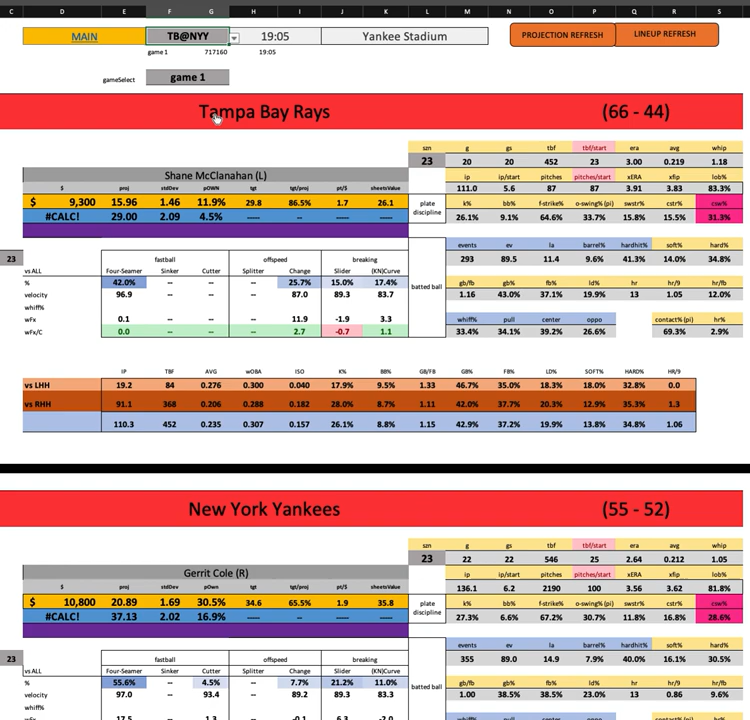 C D E F G H I J K L M N O P Q R S
MAIN TB@NYY 19:05 Yankee Stadium PROJECTION REFRESH LINEUP REFRESH
game 1 717160 19:05
gameSelect game 1
Tampa Bay Rays (66 - 44)
szn g gs tbf tbf/start era avg whip
23 20 20 452 23 3.00 0.219 1.18
Shane McClanahan (L) ip ip/start pitches pitches/start xERA xfip lob%
$ proj stdDev pOWN tgt tgt/proj pt/$ sheetsValue 111.0 5.6 87 87 3.91 3.83 83.3%
$ 9,300 15.96 1.46 11.9% 29.8 86.5% 1.7 26.1 plate discipline k% bb% f-strike% o-swing% (pi) swstr% cstr% csw%
#CALC! 29.00 2.09 4.5% ---- -- ---- 26.1% 9.1% 64.6% 33.7% 15.8% 15.5% 31.3%
23 fastball offspeed breaking batted ball events ev la barrel% hardhit% soft% hard%
293 89.5 11.4 9.6% 41.3% 14.0% 34.8%
vs ALL Four-Seamer Sinker Cutter Splitter Change Slider (KN)Curve
% 42.0% -- -- -- 25.7% 15.0% 17.4% gb/fb gb% fb% ld% hr hr/9 hr/fb
velocity 96.9 -- -- -- 87.0 89.3 83.7 1.16 43.0% 37.1% 19.9% 13 1.05 12.0%
whiff%
wFx 0.1 -- -- -- 11.9 -1.9 3.3 whiff% pull center oppo contact% (pi) hr%
wFx/C 0.0 -- -- -- 2.7 -0.7 1.1 33.4% 34.1% 39.2% 26.6% 69.3% 2.9%
IP TBF AVG wOBA ISO K% BB% GB/FB GB% FB% LD% SOFT% HARD% HR/9
vs LHH 19.2 84 0.276 0.300 0.040 17.9% 9.5% 1.33 46.7% 35.0% 18.3% 18.0% 32.8% 0.0
vs RHH 91.1 368 0.206 0.288 0.182 28.0% 8.7% 1.11 42.0% 37.7% 20.3% 12.9% 35.3% 1.3
110.3 452 0.235 0.307 0.157 26.1% 8.8% 1.15 42.9% 37.2% 19.9% 13.8% 34.8% 1.06
New York Yankees (55 - 52)
szn g gs tbf tbf/start era avg whip
23 22 22 546 25 2.64 0.212 1.05
Gerrit Cole (R) ip ip/start pitches pitches/start xERA xfip lob%
$ proj stdDev pOwn tgt tgt/proj pt/$ sheetsValue 136.1 6.2 2190 100 3.56 3.62 81.8%
$ 10,800 20.89 1.69 30.5% 34.6 65.5% 1.9 35.8 plate discipline k% bb% f-strike% o-swing% (pi) swstr% cstr% csw%
#CALC! 37.13 2.02 16.9% ---- -- ---- 27.3% 6.6% 67.2% 30.7% 11.8% 16.8% 28.6%
23 fastball offspeed breaking batted ball events ev la barrel% hardhit% soft% hard%
355 89.0 14.9 7.9% 40.0% 16.1% 30.5%
vs ALL Four-Seamer Sinker Cutter Splitter Change Slider (KN)Curve
% 55.6% -- 4.5% -- 7.7% 21.2% 11.0% gb/fb gb% fb% ld% hr hr/9 hr/fb
velocity 97.0 -- 93.4 -- 89.2 89.3 83.3 1.00 38.5% 38.5% 23.0% 13 0.86 9.6%
whiff%
whiff% pull center oppo contact% (pi) hr%